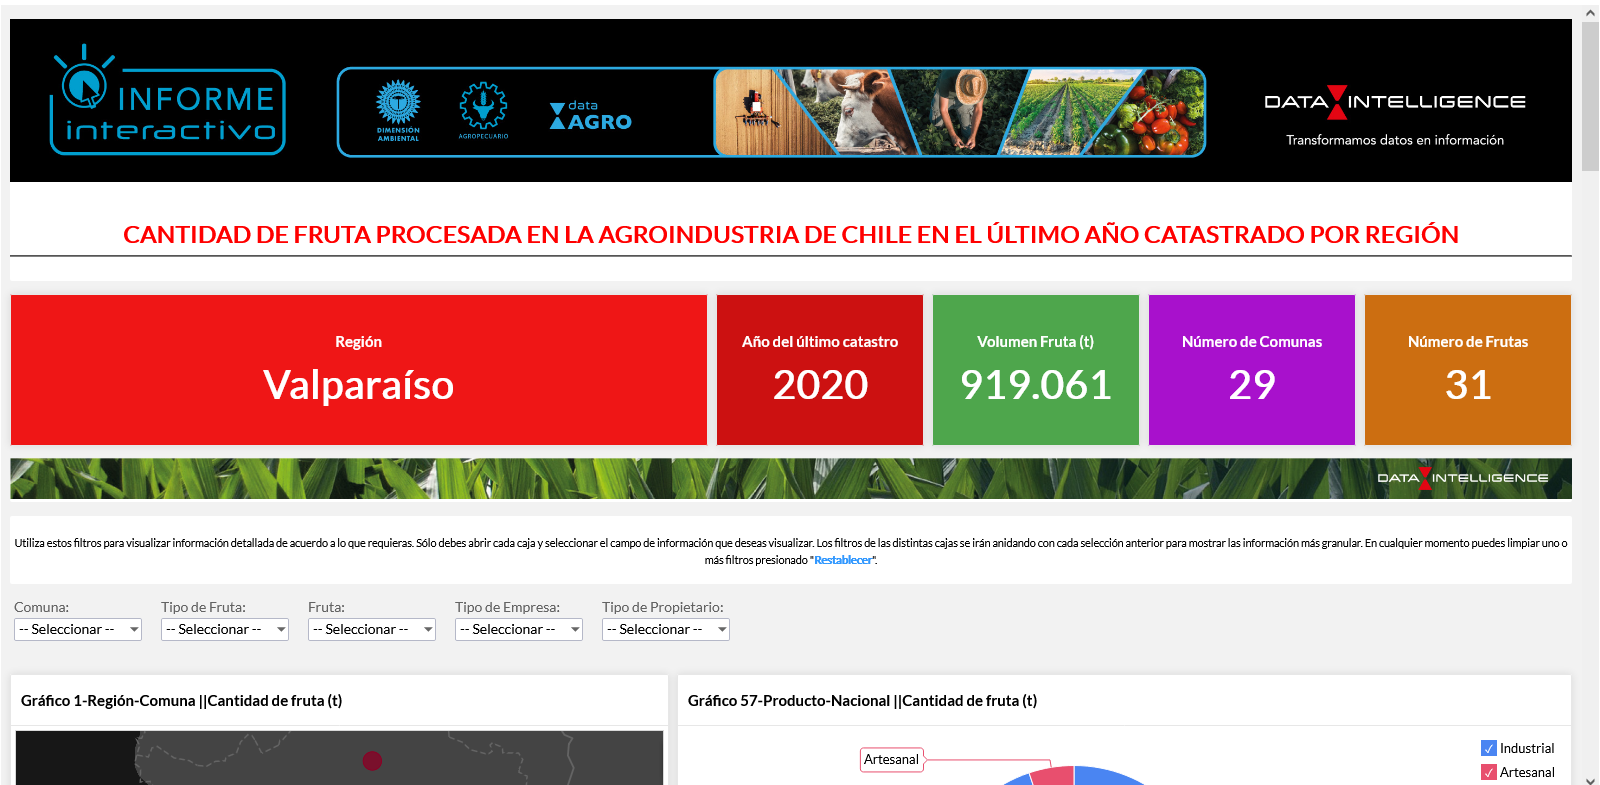 INFORME
interactivo
DIMENSIÓN
AMBIENTAL
AGROPECUARIO
data
AGRO
DATA INTELLIGENCE
Transformamos datos en información
CANTIDAD DE FRUTA PROCESADA EN LA AGROINDUSTRIA DE CHILE EN EL ÚLTIMO AÑO CATASTRADO POR REGIÓN
Región
Valparaíso
Año del último catastro
2020
Volumen Fruta (t)
919.061
Número de Comunas
29
Número de Frutas
31
DATA INTELLIGENCE
Utiliza estos filtros para visualizar información detallada de acuerdo a lo que requieras. Sólo debes abrir cada caja y seleccionar el campo de información que deseas visualizar. Los filtros de las distintas cajas se irán anidando con cada selección anterior para mostrar las información más granular. En cualquier momento puedes limpiar uno o
más filtros presionado "Restablecer".
Comuna: Tipo de Fruta: Fruta: Tipo de Empresa: Tipo de Propietario:
-- Seleccionar -- -- Seleccionar -- -- Seleccionar -- -- Seleccionar -- -- Seleccionar --
Gráfico 1-Región-Comuna ||Cantidad de fruta (t)
Gráfico 57-Producto-Nacional ||Cantidad de fruta (t)
Artesanal
Industrial
Artesanal